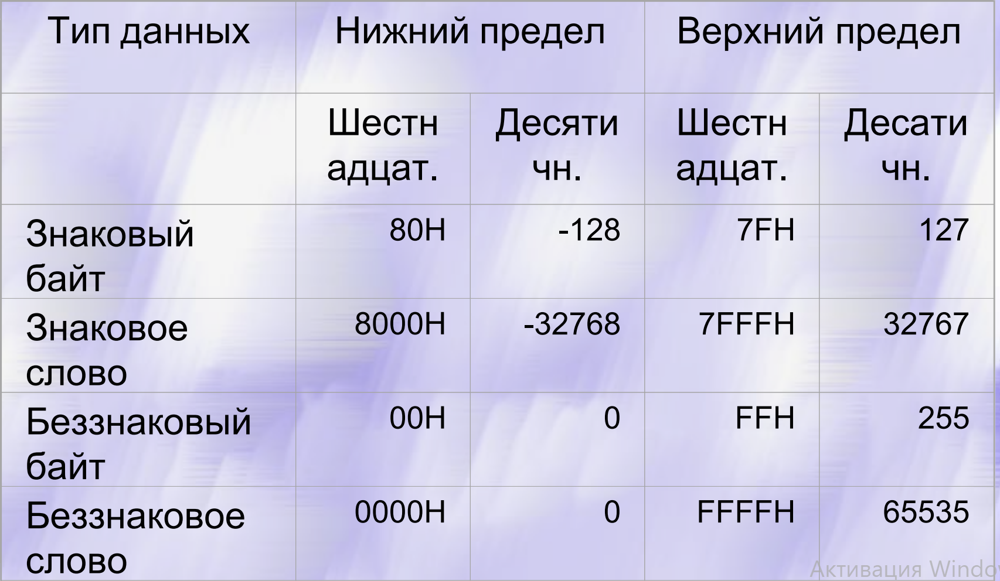 Тип данных Нижний предел Верхний предел
Шестн Десяти Шестн Десати
адцат. чн. адцат. чн.
Знаковый 80H -128 7FH 127
байт
Знаковое 8000H -32768 7FFFH 32767
слово
Беззнаковый 00H 0 FFH 255
байт
Беззнаковое 0000H 0 FFFFH 65535
слово
Активация Windo